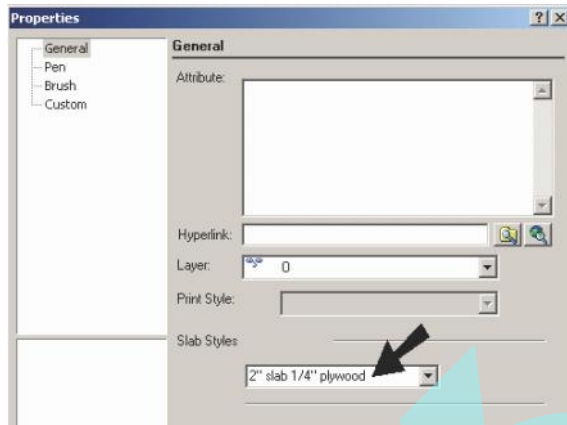 Properties
General
Pen
Brush
Custom
General
Attribute:
Hyperlink:
Layer: 0
Print Style:
Slab Styles
2" slab 1/4" plywood